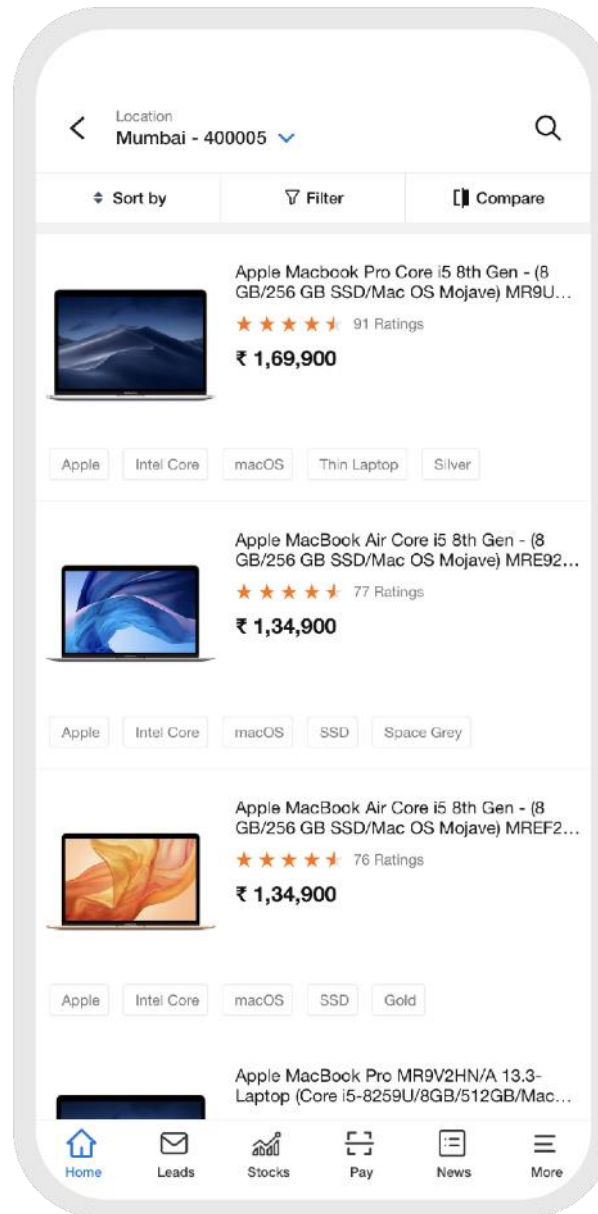 Location
Mumbai - 400005
Sort by
Filter
Compare
Apple Macbook Pro Core i5 8th Gen - (8
GB/256 GB SSD/Mac OS Mojave) MR9U...
91 Ratings
₹ 1,69,900
Apple Intel Core macOS Thin Laptop Silver
Apple MacBook Air Core i5 8th Gen - (8
GB/256 GB SSD/Mac OS Mojave) MRE92...
77 Ratings
₹ 1,34,900
Apple Intel Core macOS SSD Space Grey
Apple MacBook Air Core i5 8th Gen - (8
GB/256 GB SSD/Mac OS Mojave) MREF2...
76 Ratings
₹ 1,34,900
Apple Intel Core macOS SSD Gold
Apple MacBook Pro MR9V2HN/A 13.3-
Laptop (Core i5-8259U/8GB/512GB/Mac...
Home Leads Stocks Pay News More